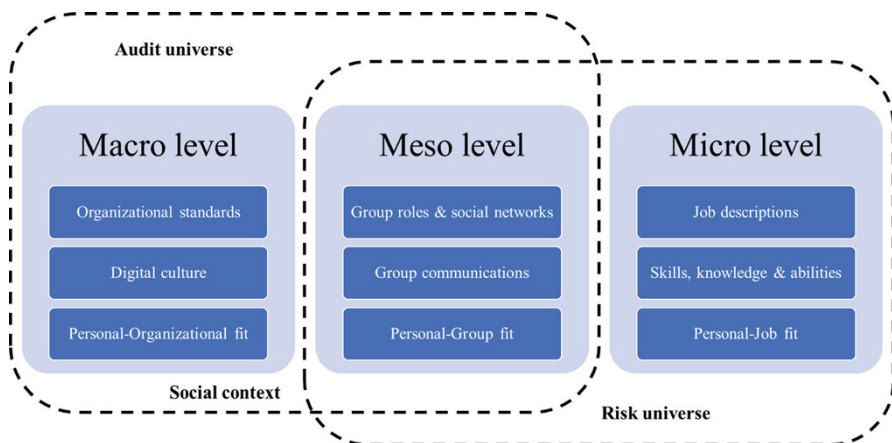 Audit universe
Macro level
Organizational standards
Digital culture
Personal-Organizational fit
Meso level
Group roles & social networks
Group communications
Personal-Group fit
Micro level
Job descriptions
Skills, knowledge & abilities
Personal-Job fit
Social context
Risk universe